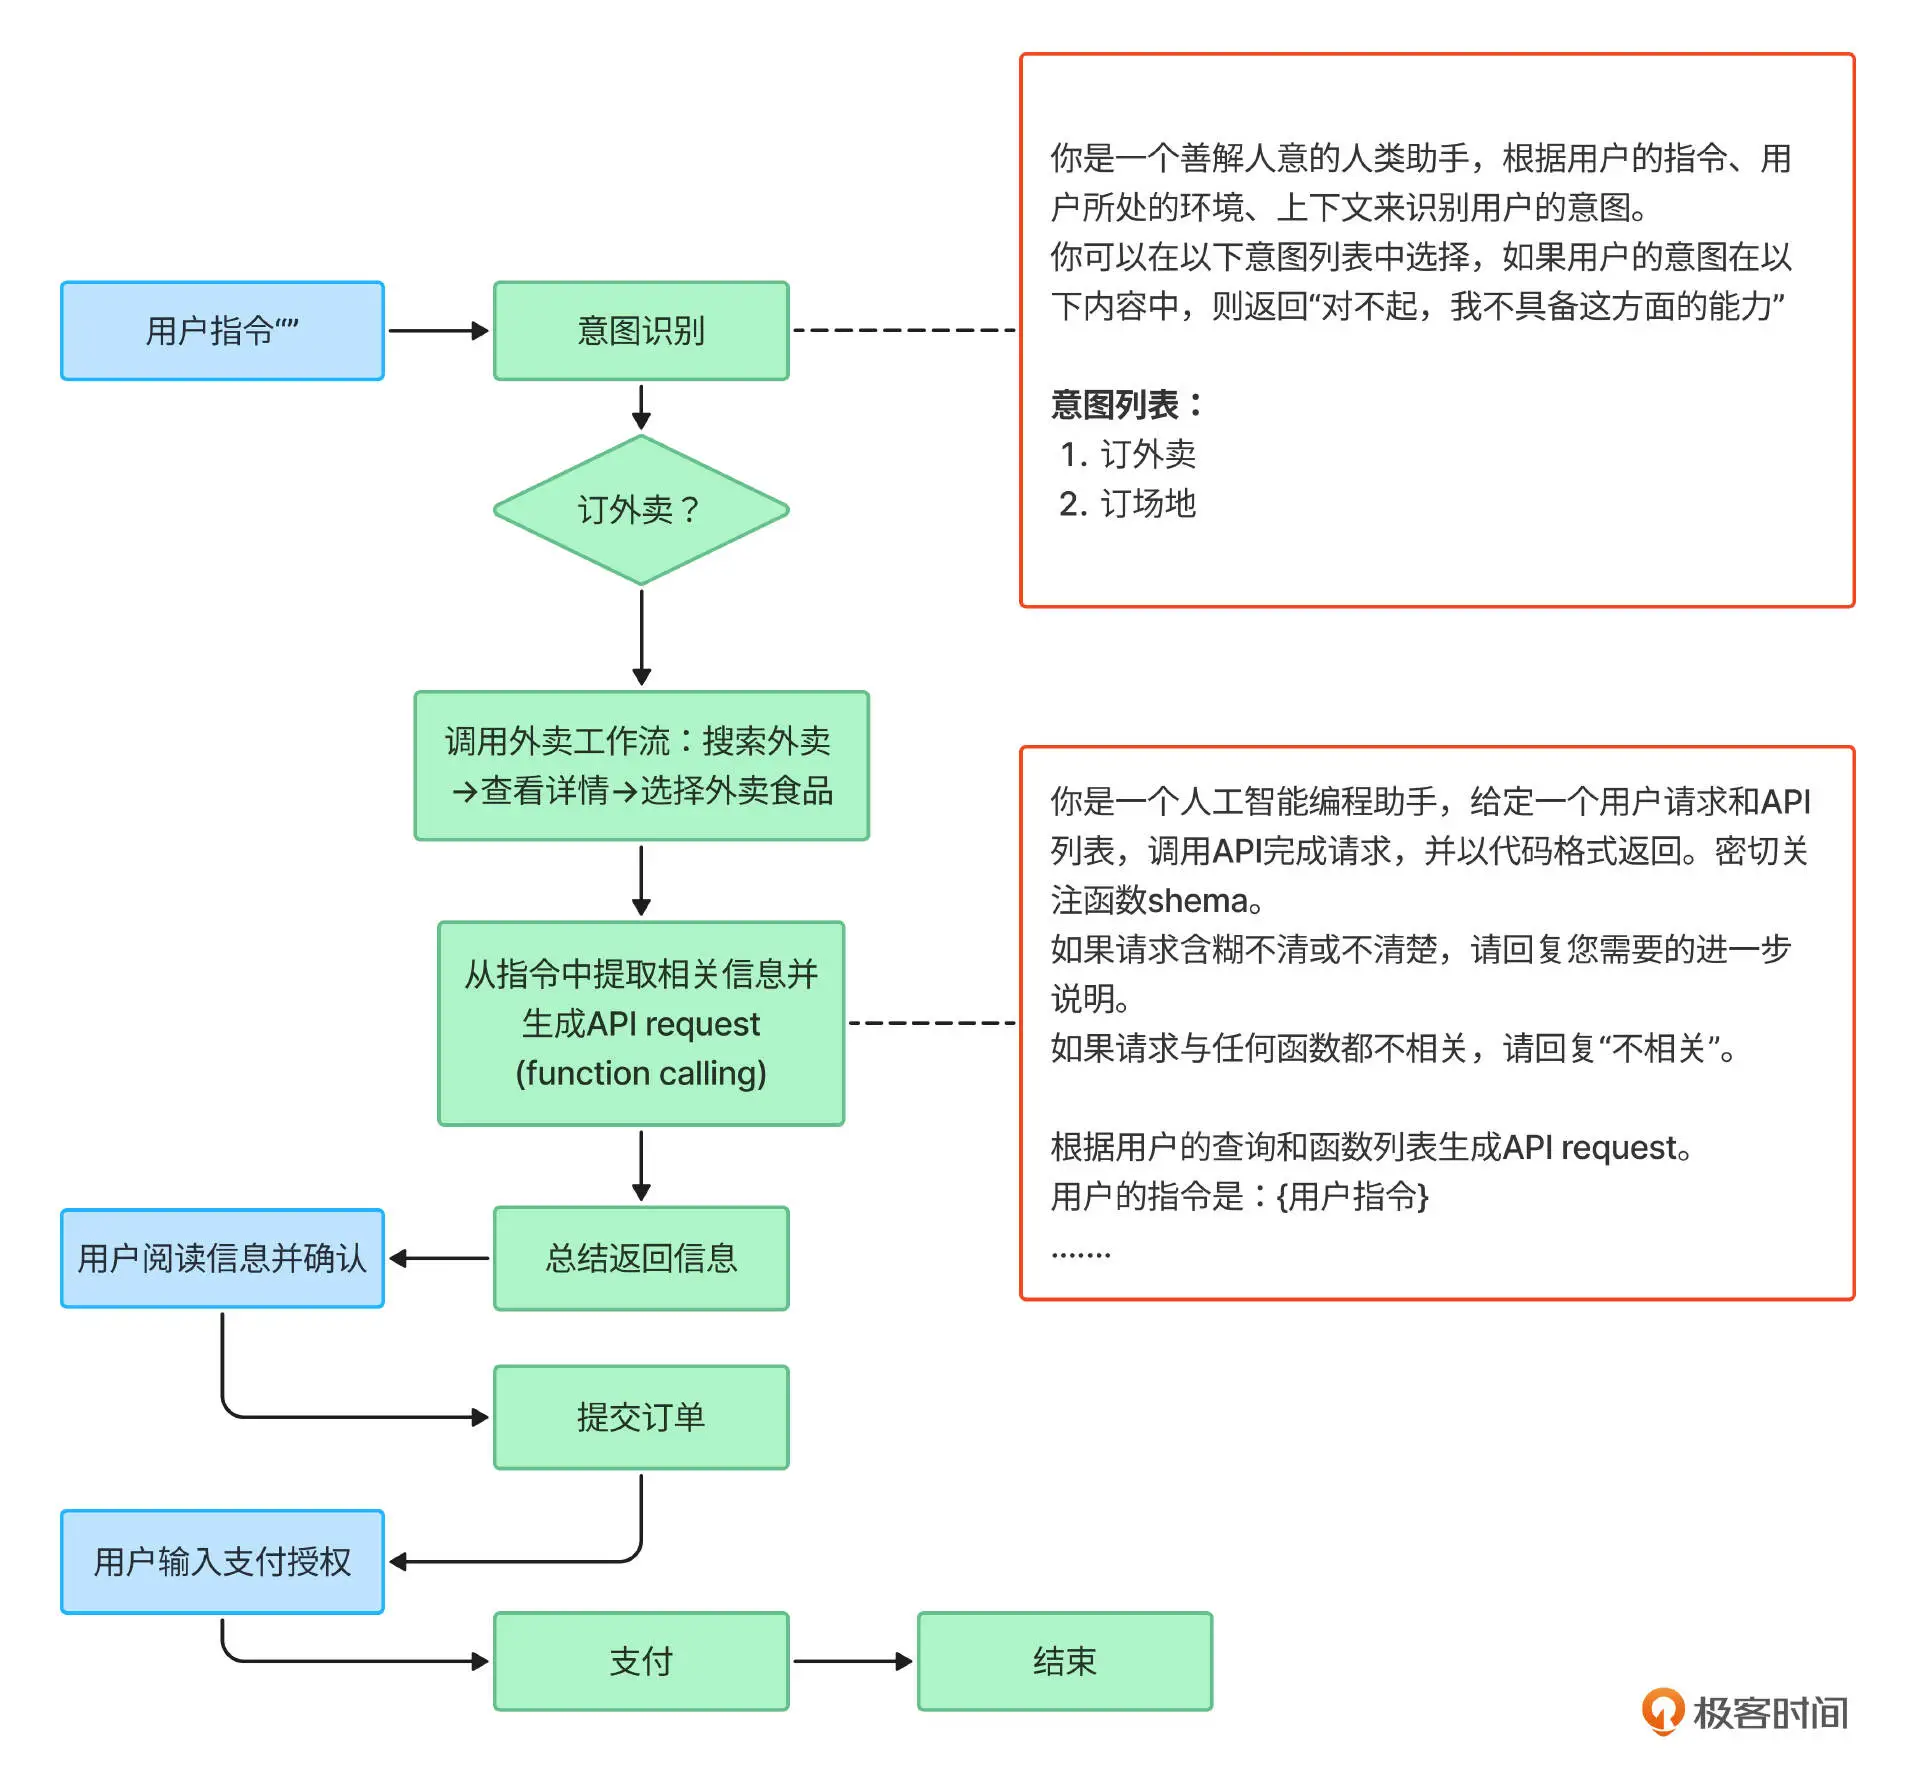 你是一个善解人意的人类助手，根据用户的指令、用
户所处的环境、上下文来识别用户的意图。
你可以在以下意图列表中选择，如果用户的意图在以
下内容中，则返回“对不起，我不具备这方面的能力”
意图列表：
1. 订外卖
2. 订场地
用户指令“”
意图识别
订外卖？
调用外卖工作流：搜索外卖
→查看详情→选择外卖食品
从指令中提取相关信息并
生成API request
(function calling)
你是一个人工智能编程助手，给定一个用户请求和API
列表，调用API完成请求，并以代码格式返回。密切关
注函数shema。
如果请求含糊不清或不清楚，请回复您需要的进一步
说明。
如果请求与任何函数都不相关，请回复“不相关”。
根据用户的查询和函数列表生成API request。
用户的指令是：{用户指令}
.......
用户阅读信息并确认
总结返回信息
提交订单
用户输入支付授权
支付
结束
极客时间